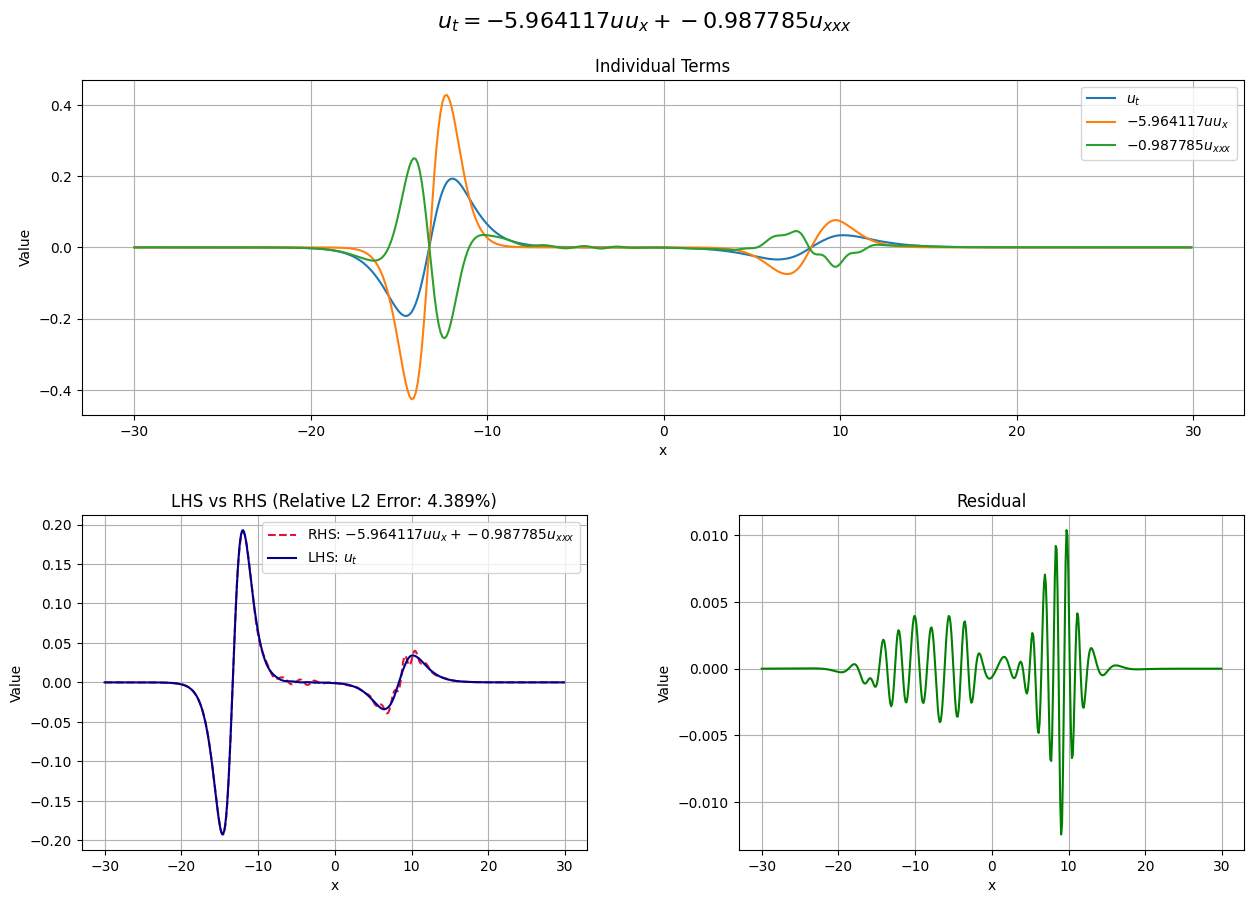 u_t = −5.964117uu_x + −0.987785u_xxx
Individual Terms
u_t
−5.964117uu_x
−0.987785u_xxx
Value
0.4
0.2
0.0
−0.2
−0.4
−30 −20 −10 0 10 20 30
x
LHS vs RHS (Relative L2 Error: 4.389%)
RHS: −5.964117uu_x + −0.987785u_xxx
LHS: u_t
Value
0.20
0.15
0.10
0.05
0.00
−0.05
−0.10
−0.15
−0.20
−30 −20 −10 0 10 20 30
x
Residual
Value
0.010
0.005
0.000
−0.005
−0.010
−30 −20 −10 0 10 20 30
x